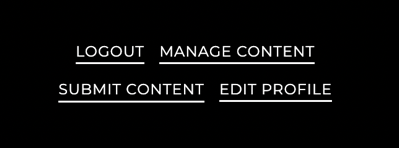 LOGOUT MANAGE CONTENT
SUBMIT CONTENT EDIT PROFILE